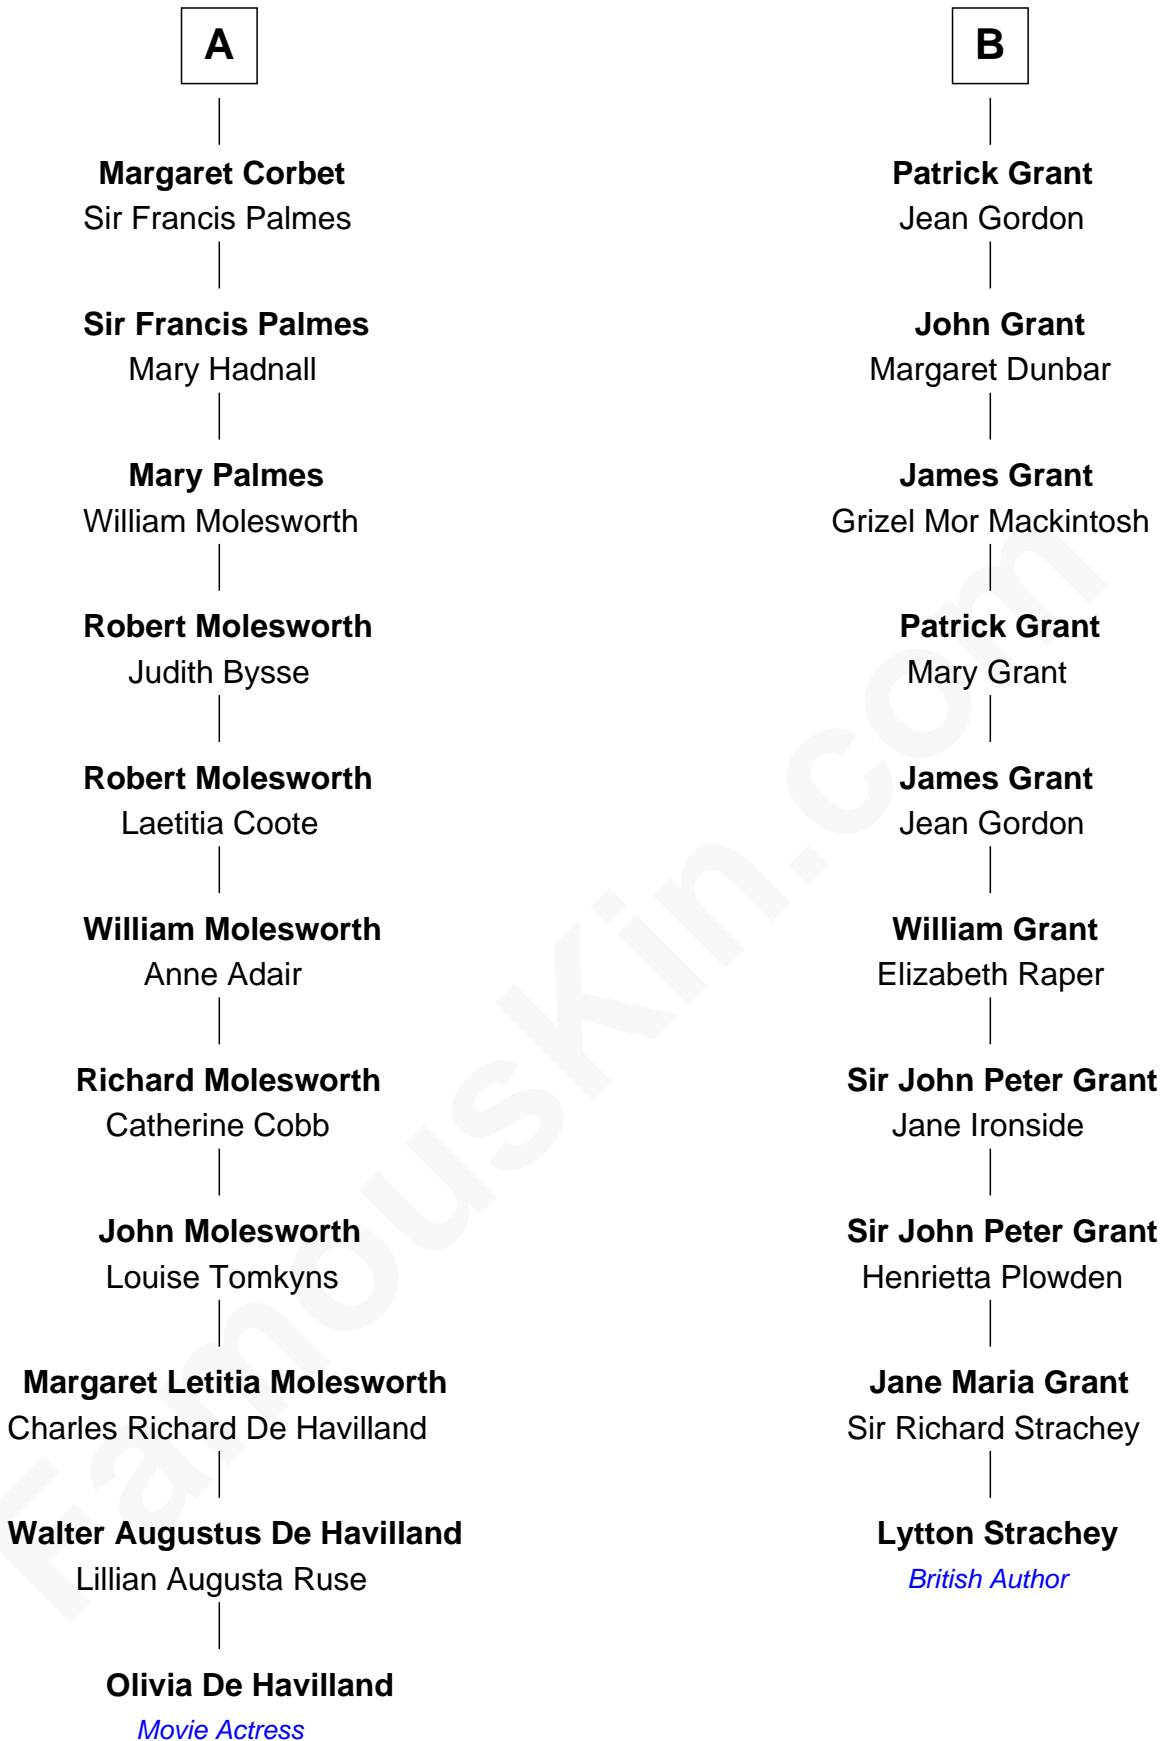 A
Margaret Corbet
Sir Francis Palmes
Sir Francis Palmes
Mary Hadnall
Mary Palmes
William Molesworth
Robert Molesworth
Judith Bysse
Robert Molesworth
Laetitia Coote
William Molesworth
Anne Adair
Richard Molesworth
Catherine Cobb
John Molesworth
Louise Tomkyns
Margaret Letitia Molesworth
Charles Richard De Havilland
Walter Augustus De Havilland
Lillian Augusta Ruse
Olivia De Havilland
Movie Actress
B
Patrick Grant
Jean Gordon
John Grant
Margaret Dunbar
James Grant
Grizel Mor Mackintosh
Patrick Grant
Mary Grant
James Grant
Jean Gordon
William Grant
Elizabeth Raper
Sir John Peter Grant
Jane Ironside
Sir John Peter Grant
Henrietta Plowden
Jane Maria Grant
Sir Richard Strachey
Lytton Strachey
British Author
FamousKin.com